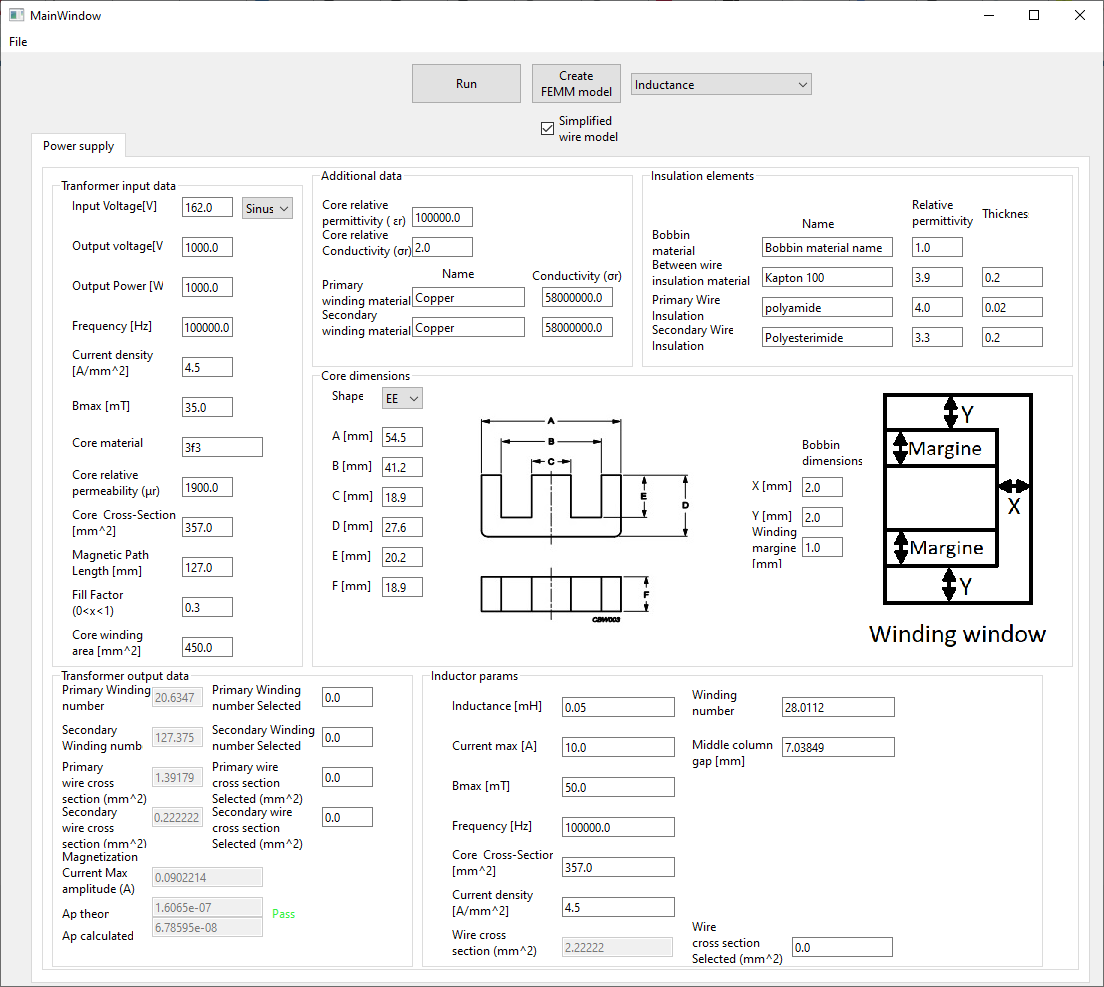 MainWindow
File
Run
Create
FEMM model
Inductance
Simplified
wire model
Power supply
Tranformer input data
Input Voltage[V]
162.0
Sinus
Output voltage[V
1000.0
Output Power [W
1000.0
Frequency [Hz]
100000.0
Current density
[A/mm^2]
4.5
Bmax [mT]
35.0
Core material
3f3
Core relative
permeability (μr)
1900.0
Core Cross-Section
[mm^2]
357.0
Magnetic Path
Length [mm]
127.0
Fill Factor
(0<x<1)
0.3
Core winding
area [mm^2]
450.0
Additional data
Core relative
permittivity ( εr)
100000.0
Core relative
Conductivity (σr)
2.0
Name
Conductivity (σr)
Primary
winding material
Copper
58000000.0
Secondary
winding material
Copper
58000000.0
Insulation elements
Name
Relative
permittivity
Thicknes
Bobbin
material
Bobbin material name
1.0
Between wire
insulation material
Kapton 100
3.9
0.2
Primary Wire
Insulation
polyamide
4.0
0.02
Secondary Wire
Insulation
Polyesterimide
3.3
0.2
Core dimensions
Shape
EE
A [mm]
54.5
B [mm]
41.2
C [mm]
18.9
D [mm]
27.6
E [mm]
20.2
F [mm]
18.9
A
B
C
E
D
F
CBW003
Bobbin
dimensions
X [mm]
2.0
Y [mm]
2.0
Winding
margine
[mm]
1.0
Y
Margine
X
Margine
Y
Winding window
Transformer output data
Primary Winding
number
20.6347
Primary Winding
number Selected
0.0
Secondary
Winding numb
127.375
Secondary Winding
number Selected
0.0
Primary
wire cross
section (mm^2)
1.39179
Primary wire
cross section
Selected (mm^2)
0.0
Secondary
wire cross
section (mm^2)
0.222222
Secondary wire
cross section
Selected (mm^2)
0.0
Magnetization
Current Max
amplitude (A)
0.0902214
Ap theor
1.6065e-07
Pass
Ap calculated
6.78595e-08
Inductor params
Inductance [mH]
0.05
Winding
number
28.0112
Current max [A]
10.0
Middle column
gap [mm]
7.03849
Bmax [mT]
50.0
Frequency [Hz]
100000.0
Core Cross-Sectior
[mm^2]
357.0
Current density
[A/mm^2]
4.5
Wire cross
section (mm^2)
2.22222
Wire
cross section
Selected (mm^2)
0.0